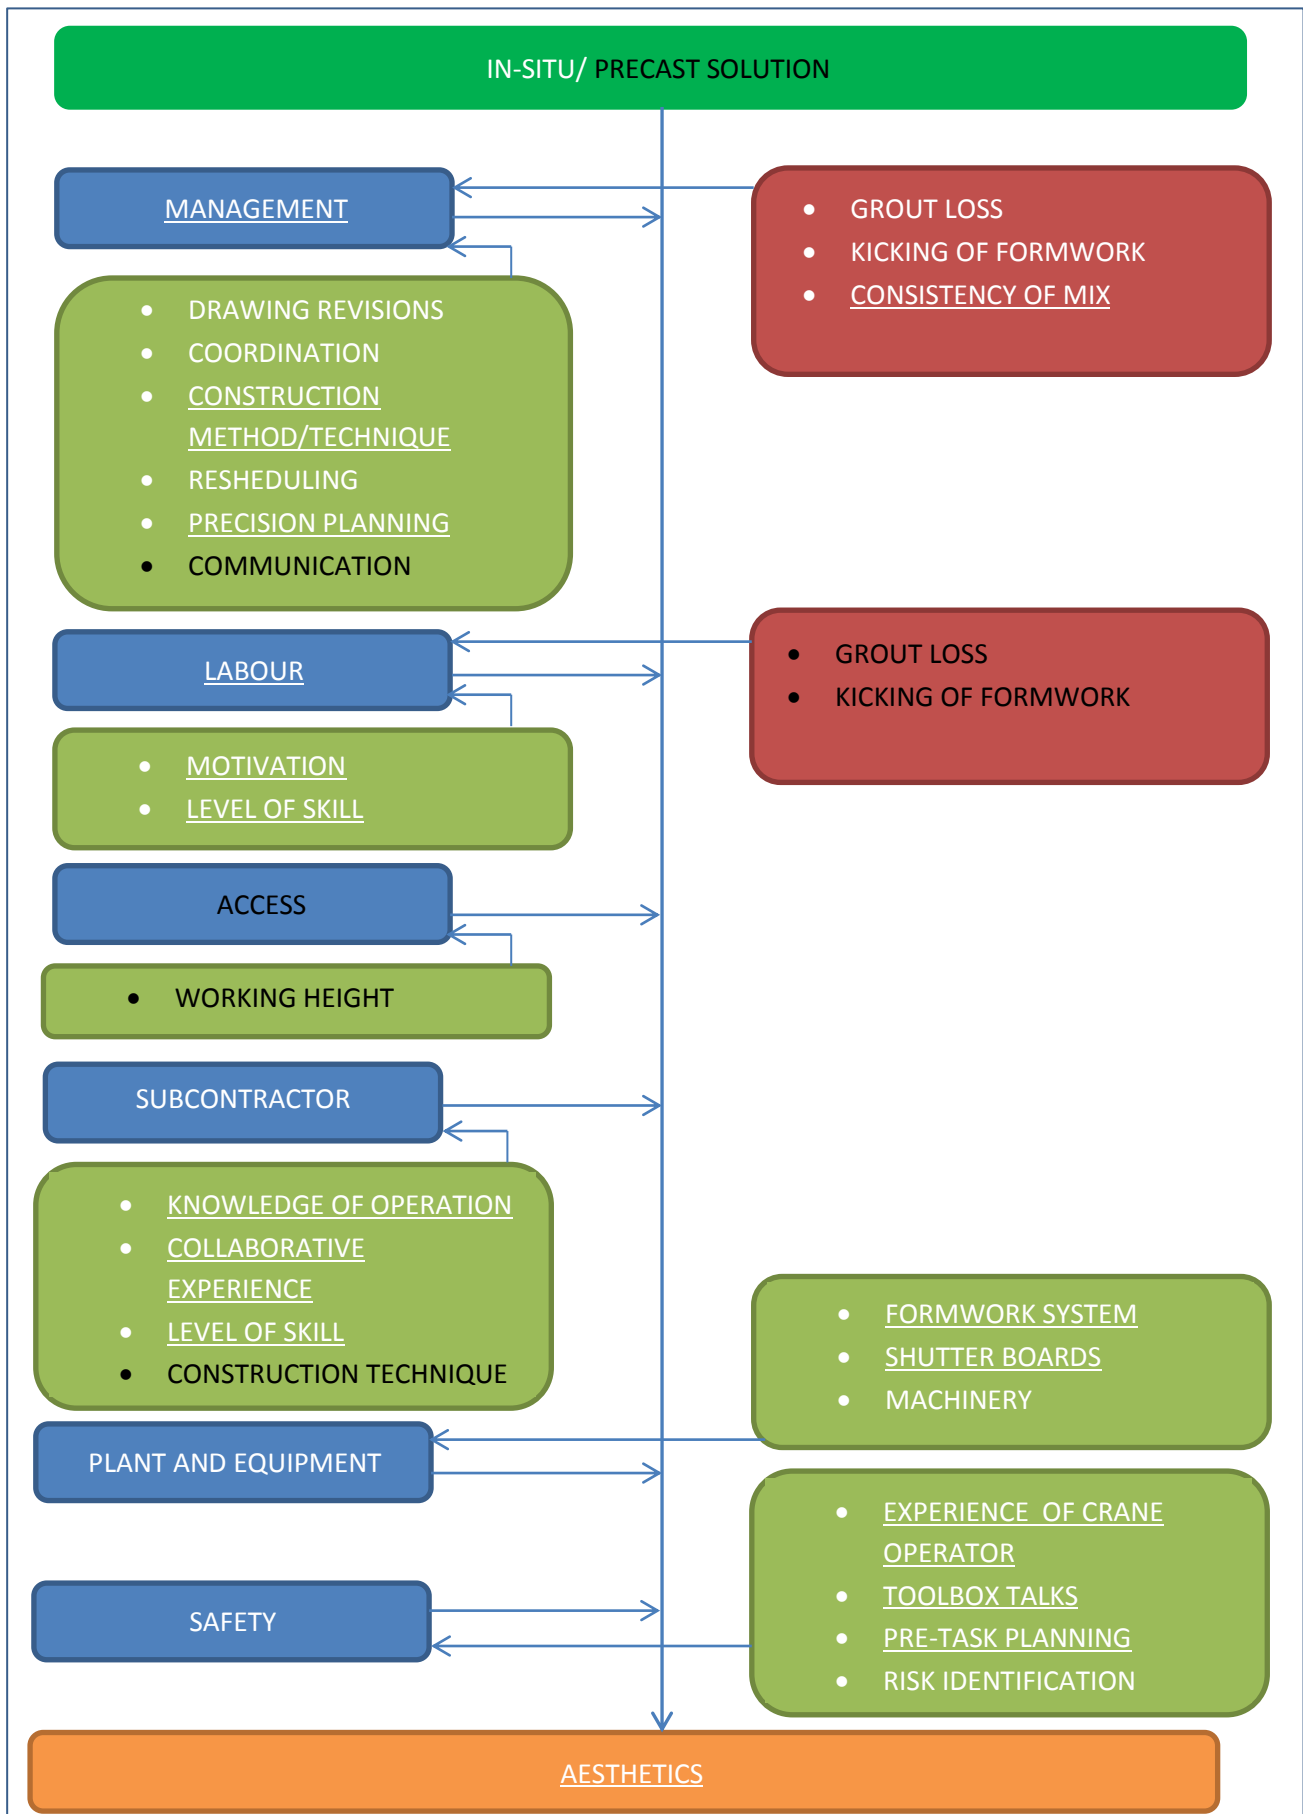 IN-SITU/ PRECAST SOLUTION
MANAGEMENT
• GROUT LOSS
• KICKING OF FORMWORK
• CONSISTENCY OF MIX
• DRAWING REVISIONS
• COORDINATION
• CONSTRUCTION
METHOD/TECHNIQUE
• RESHEDULING
• PRECISION PLANNING
• COMMUNICATION
LABOUR
• GROUT LOSS
• KICKING OF FORMWORK
• MOTIVATION
• LEVEL OF SKILL
ACCESS
• WORKING HEIGHT
SUBCONTRACTOR
• KNOWLEDGE OF OPERATION
• COLLABORATIVE
EXPERIENCE
• LEVEL OF SKILL
• CONSTRUCTION TECHNIQUE
• FORMWORK SYSTEM
• SHUTTER BOARDS
• MACHINERY
PLANT AND EQUIPMENT
• EXPERIENCE OF CRANE
OPERATOR
• TOOLBOX TALKS
• PRE-TASK PLANNING
• RISK IDENTIFICATION
SAFETY
AESTHETICS